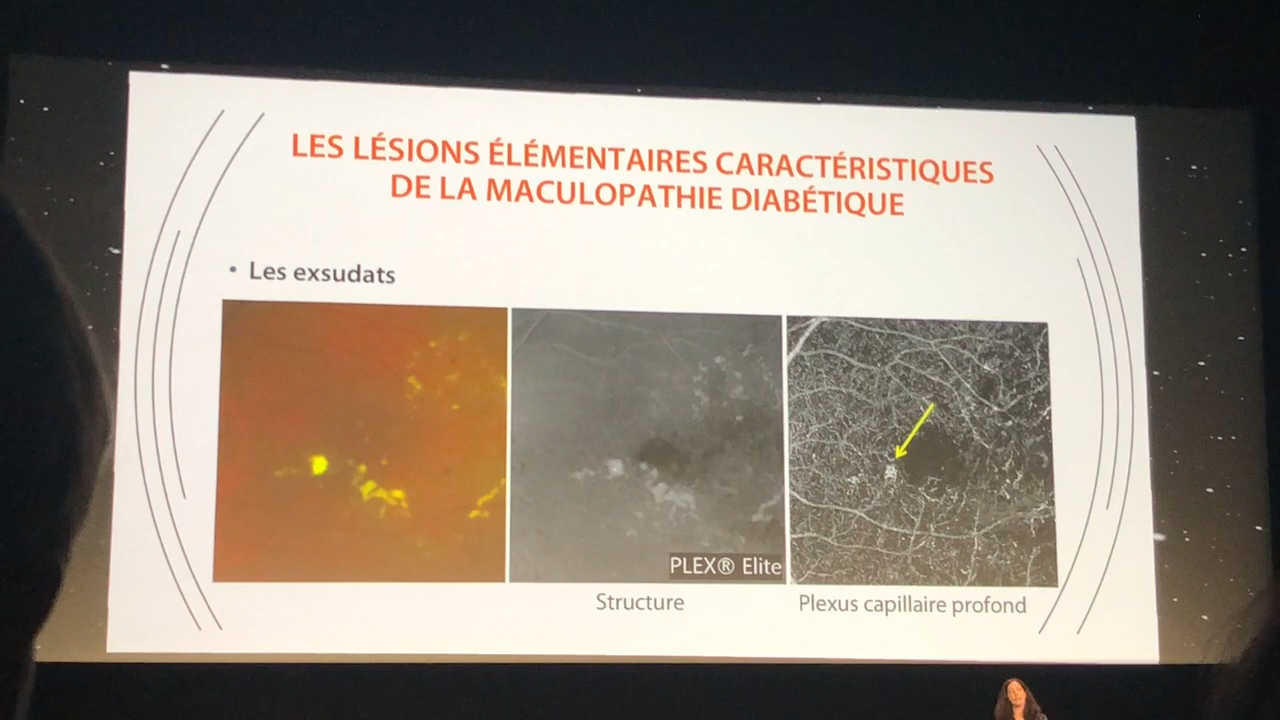 LES LÉSIONS ÉLÉMENTAIRES CARACTÉRISTIQUES
DE LA MACULOPATHIE DIABÉTIQUE
• Les exsudats
PLEX® Elite
Structure
Plexus capillaire profond